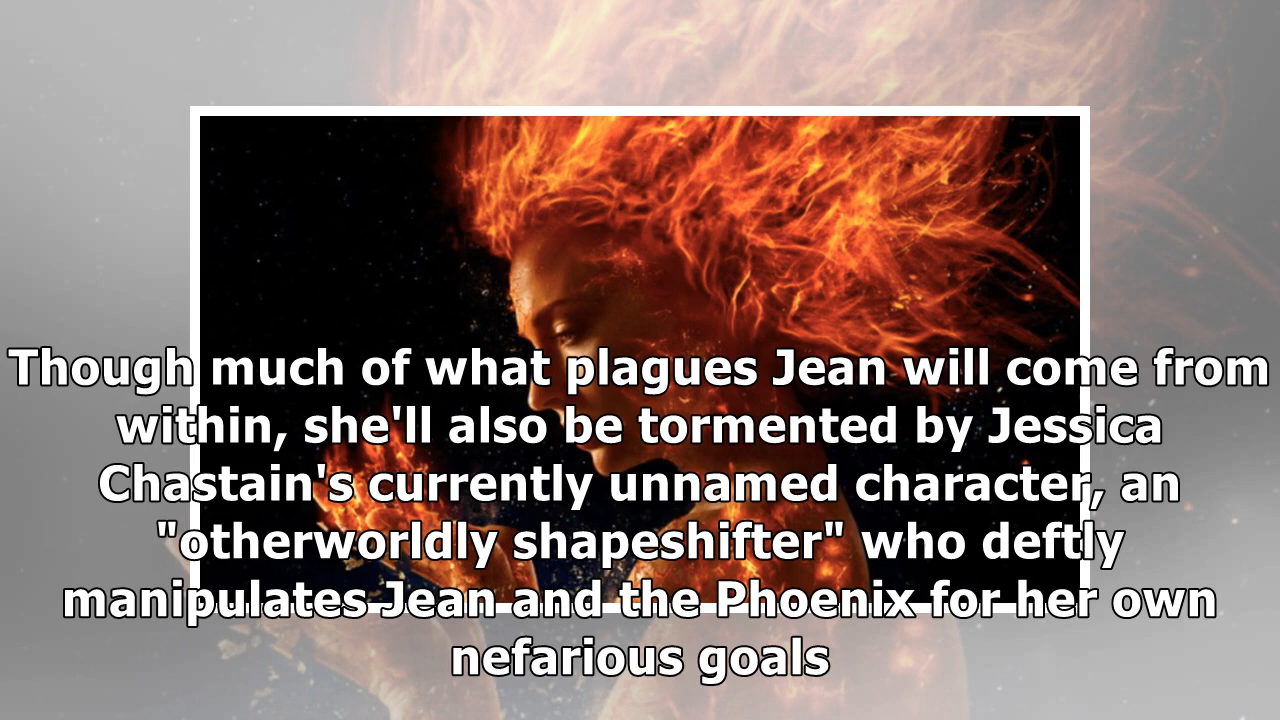 Though much of what plagues Jean will come from
within, she'll also be tormented by Jessica
Chastain's currently unnamed character, an
"otherworldly shapeshifter" who deftly
manipulates Jean and the Phoenix for her own
nefarious goals